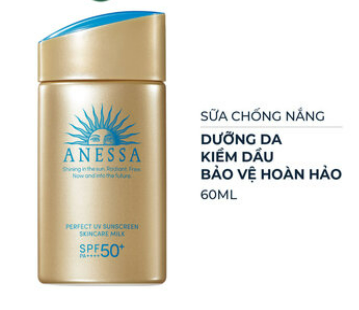 ANESSA
Shining in the sun. Radiant. Free.
Now and into the future.
PERFECT UV SUNSCREEN
SKINCARE MILK
SPF50+
PA++++
SỮA CHỐNG NẮNG
DƯỠNG DA
KIỀM DẦU
BẢO VỆ HOÀN HẢO
60ML